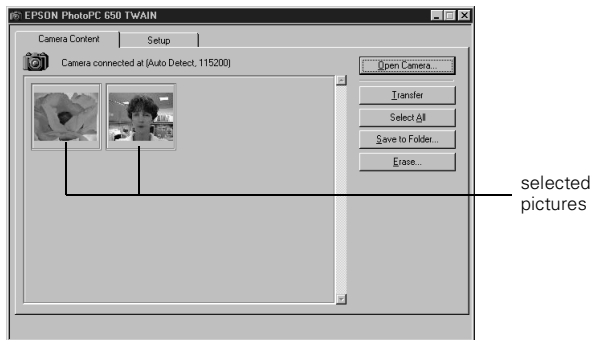 EPSON PhotoPC 650 TWAIN
Camera Content
Setup
Camera connected at (Auto Detect, 115200)
Open Camera...
Transfer
Select All
Save to Folder...
Erase...
selected
pictures